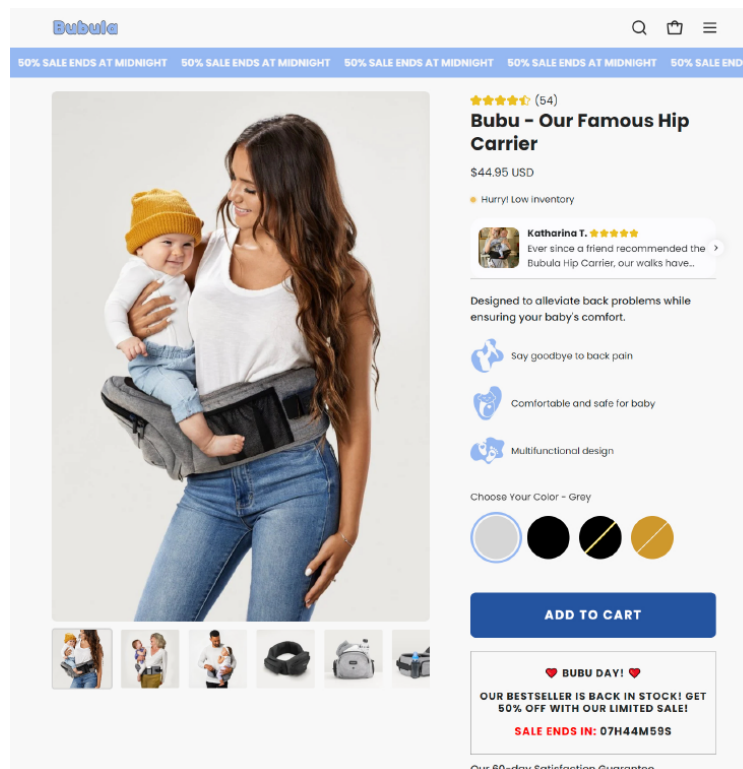 Bubula
50% SALE ENDS AT MIDNIGHT 50% SALE ENDS AT MIDNIGHT 50% SALE ENDS AT MIDNIGHT 50% SALE ENDS AT MIDNIGHT 50% SALE END
(54)
Bubu - Our Famous Hip
Carrier
$44.95 USD
Hurry! Low inventory
Katharina T.
Ever since a friend recommended the
Bubula Hip Carrier, our walks have...
Designed to alleviate back problems while
ensuring your baby's comfort.
Say goodbye to back pain
Comfortable and safe for baby
Multifunctional design
Choose Your Color - Grey
ADD TO CART
BUBU DAY!
OUR BESTSELLER IS BACK IN STOCK! GET
50% OFF WITH OUR LIMITED SALE!
SALE ENDS IN: 07H44M59S
Our 60-day Satisfaction Guarantee